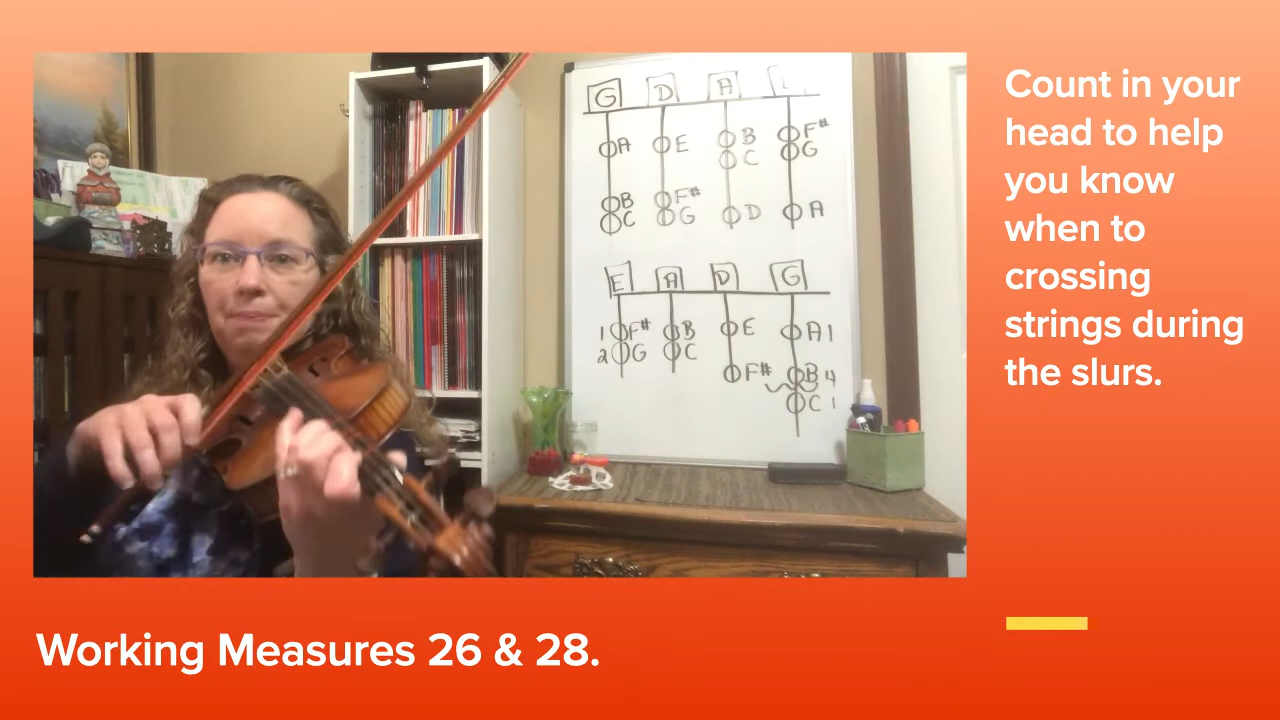 Count in your
head to help
you know
when to
crossing
strings during
the slurs.
G D A
A E B F#
C G
B F# D A
C G
E A D G
1 F# B E A 1
2 G C F# B 4
C 1
Working Measures 26 & 28.